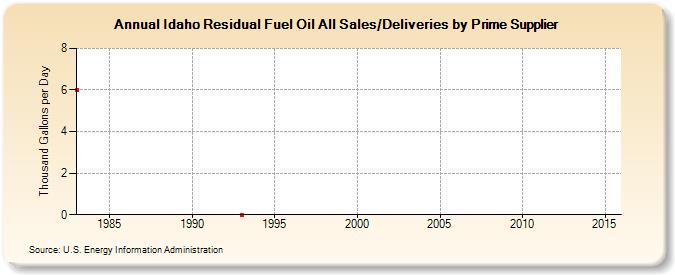 Annual Idaho Residual Fuel Oil All Sales/Deliveries by Prime Supplier
Thousand Gallons per Day
8
6
4
2
0
1985 1990 1995 2000 2005 2010 2015
Source: U.S. Energy Information Administration